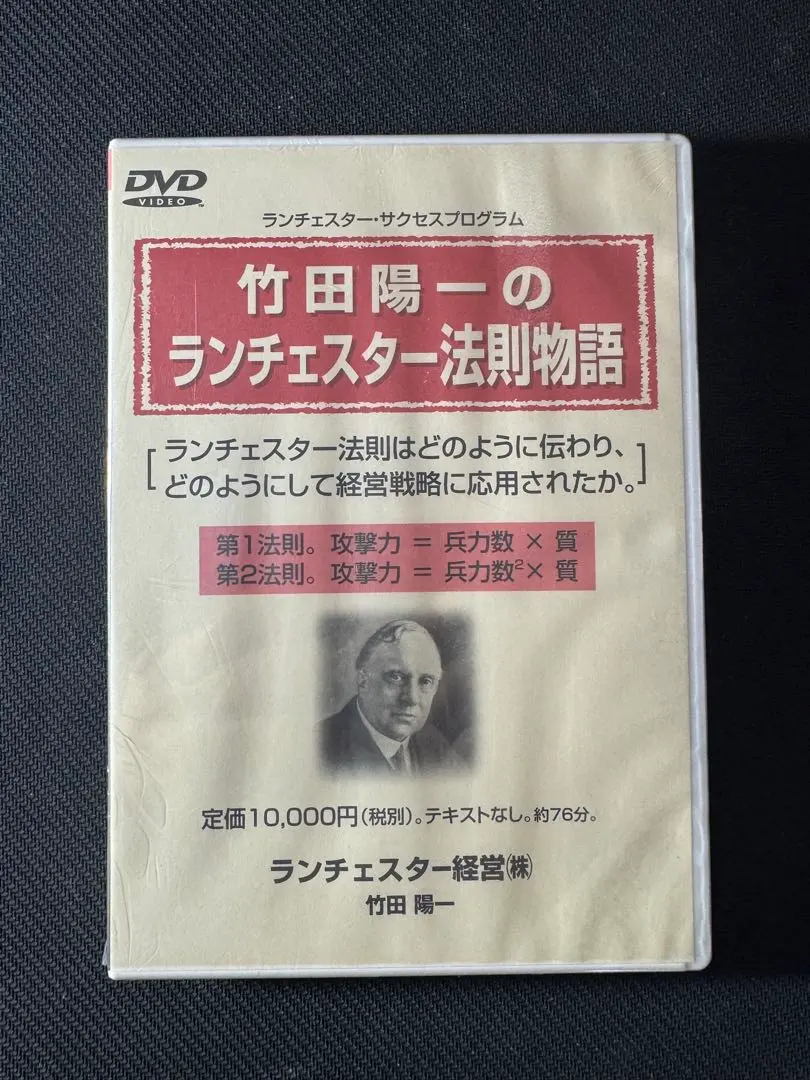 DVD
VIDEO™
ランチェスター・サクセスプログラム
竹田陽一の
ランチェスター法則物語
[ランチェスター法則はどのように伝わり、
どのようにして経営戦略に応用されたか。]
第1法則。攻撃力 = 兵力数 × 質
第2法則。攻撃力 = 兵力数²× 質
定価10,000円(税別)。テキストなし。約76分。
ランチェスター経営㈱
竹田 陽一